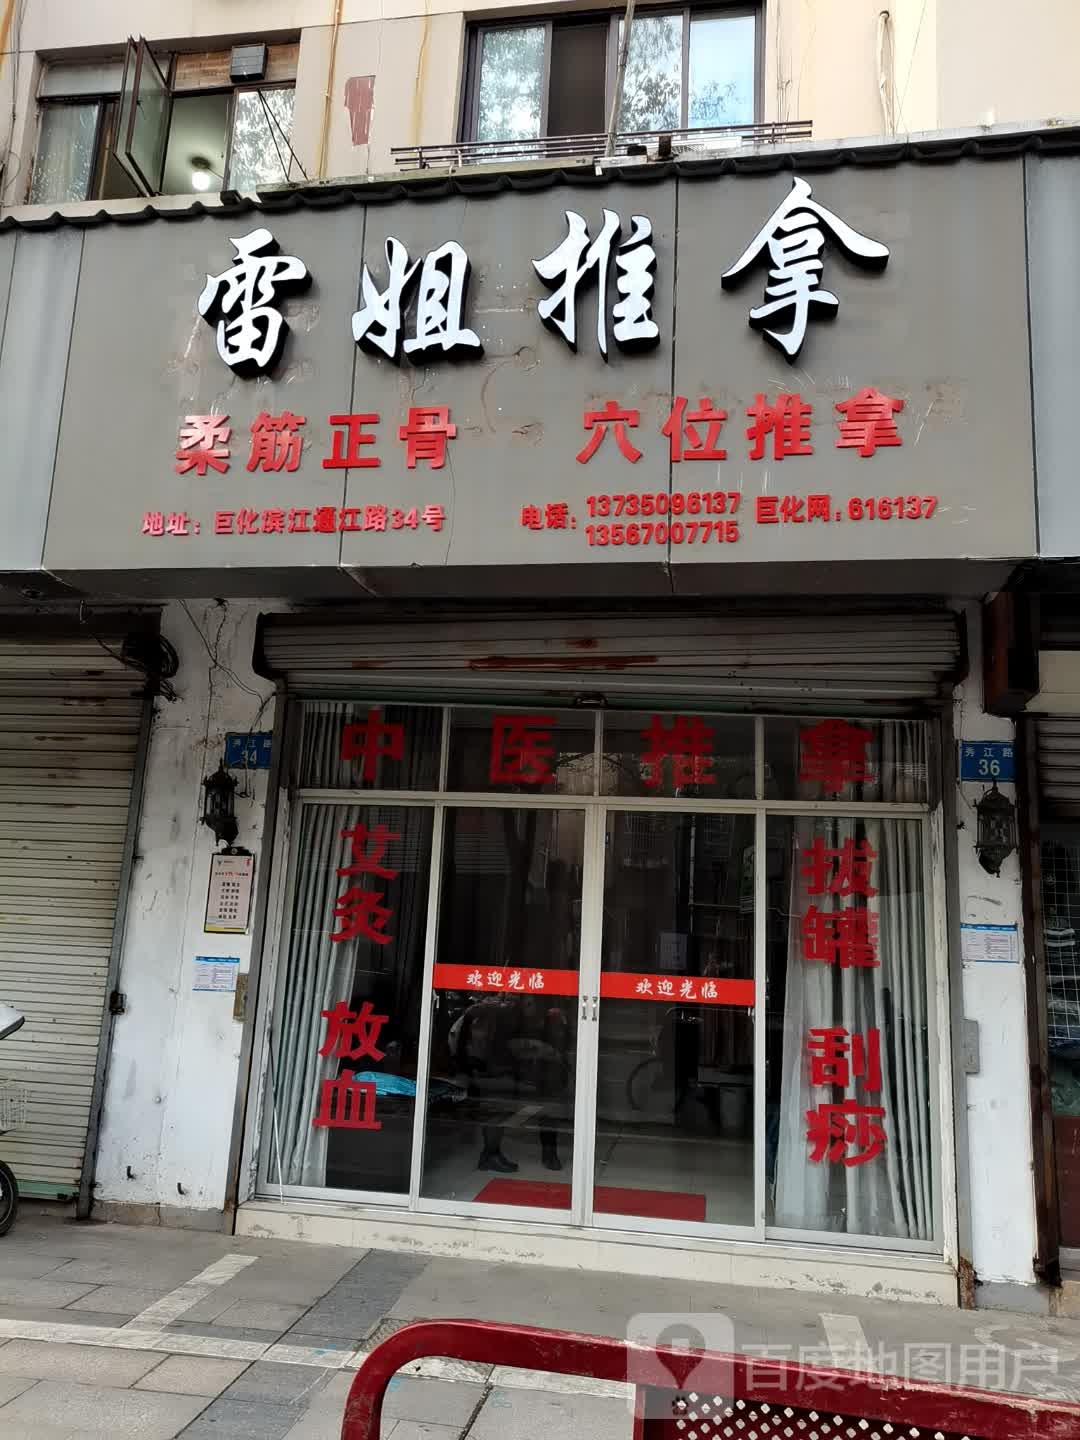 雷姐推拿
柔筋正骨 穴位推拿
地址：巨化滨江通江路34号
电话：13735096137
13567007715
巨化网：616137
中医推拿
秀江路
34
秀江路
36
艾灸 放血
拔罐 刮痧
欢迎光临
欢迎光临
百度地图用户